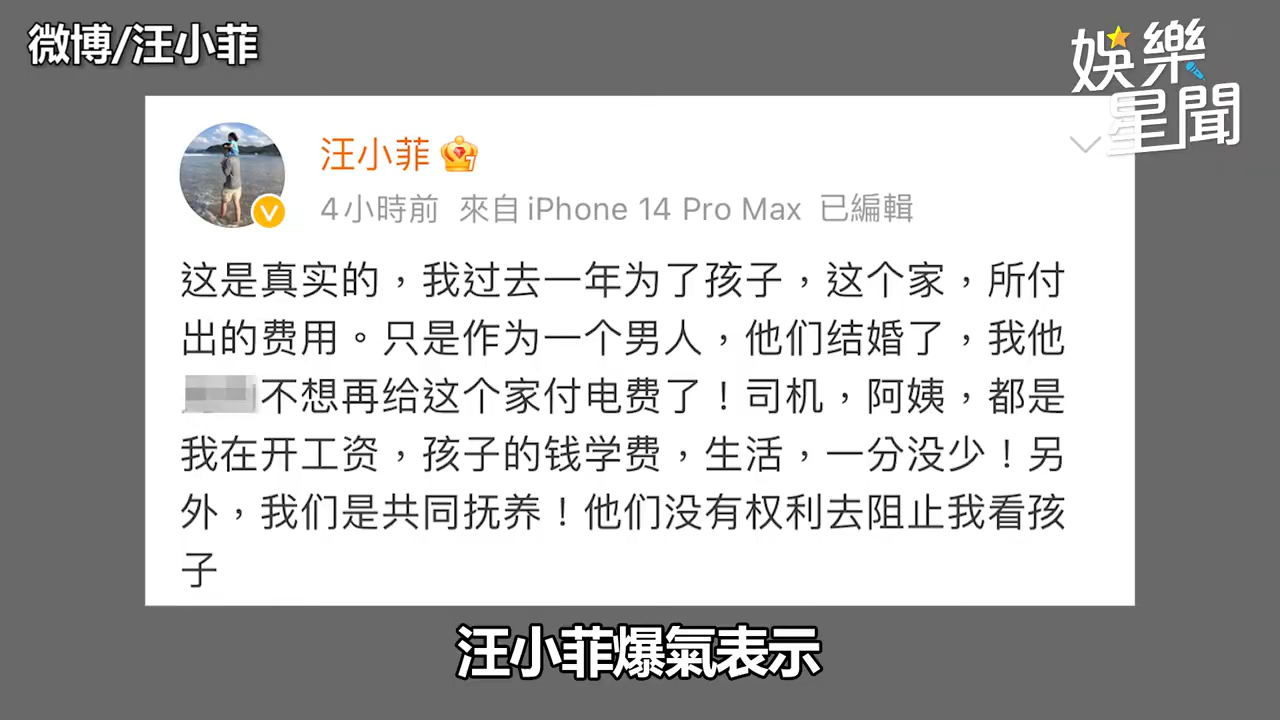 微博/汪小菲
娛樂
星聞
汪小菲
4小時前 來自 iPhone 14 Pro Max 已編輯
这是真实的，我过去一年为了孩子，这个家，所付
出的费用。只是作为一个男人，他们结婚了，我他
不想再给这个家付电费了！司机，阿姨，都是
我在开工资，孩子的钱学费，生活，一分没少！另
外，我们是共同抚养！他们没有权利去阻止我看孩
子
汪小菲爆氣表示